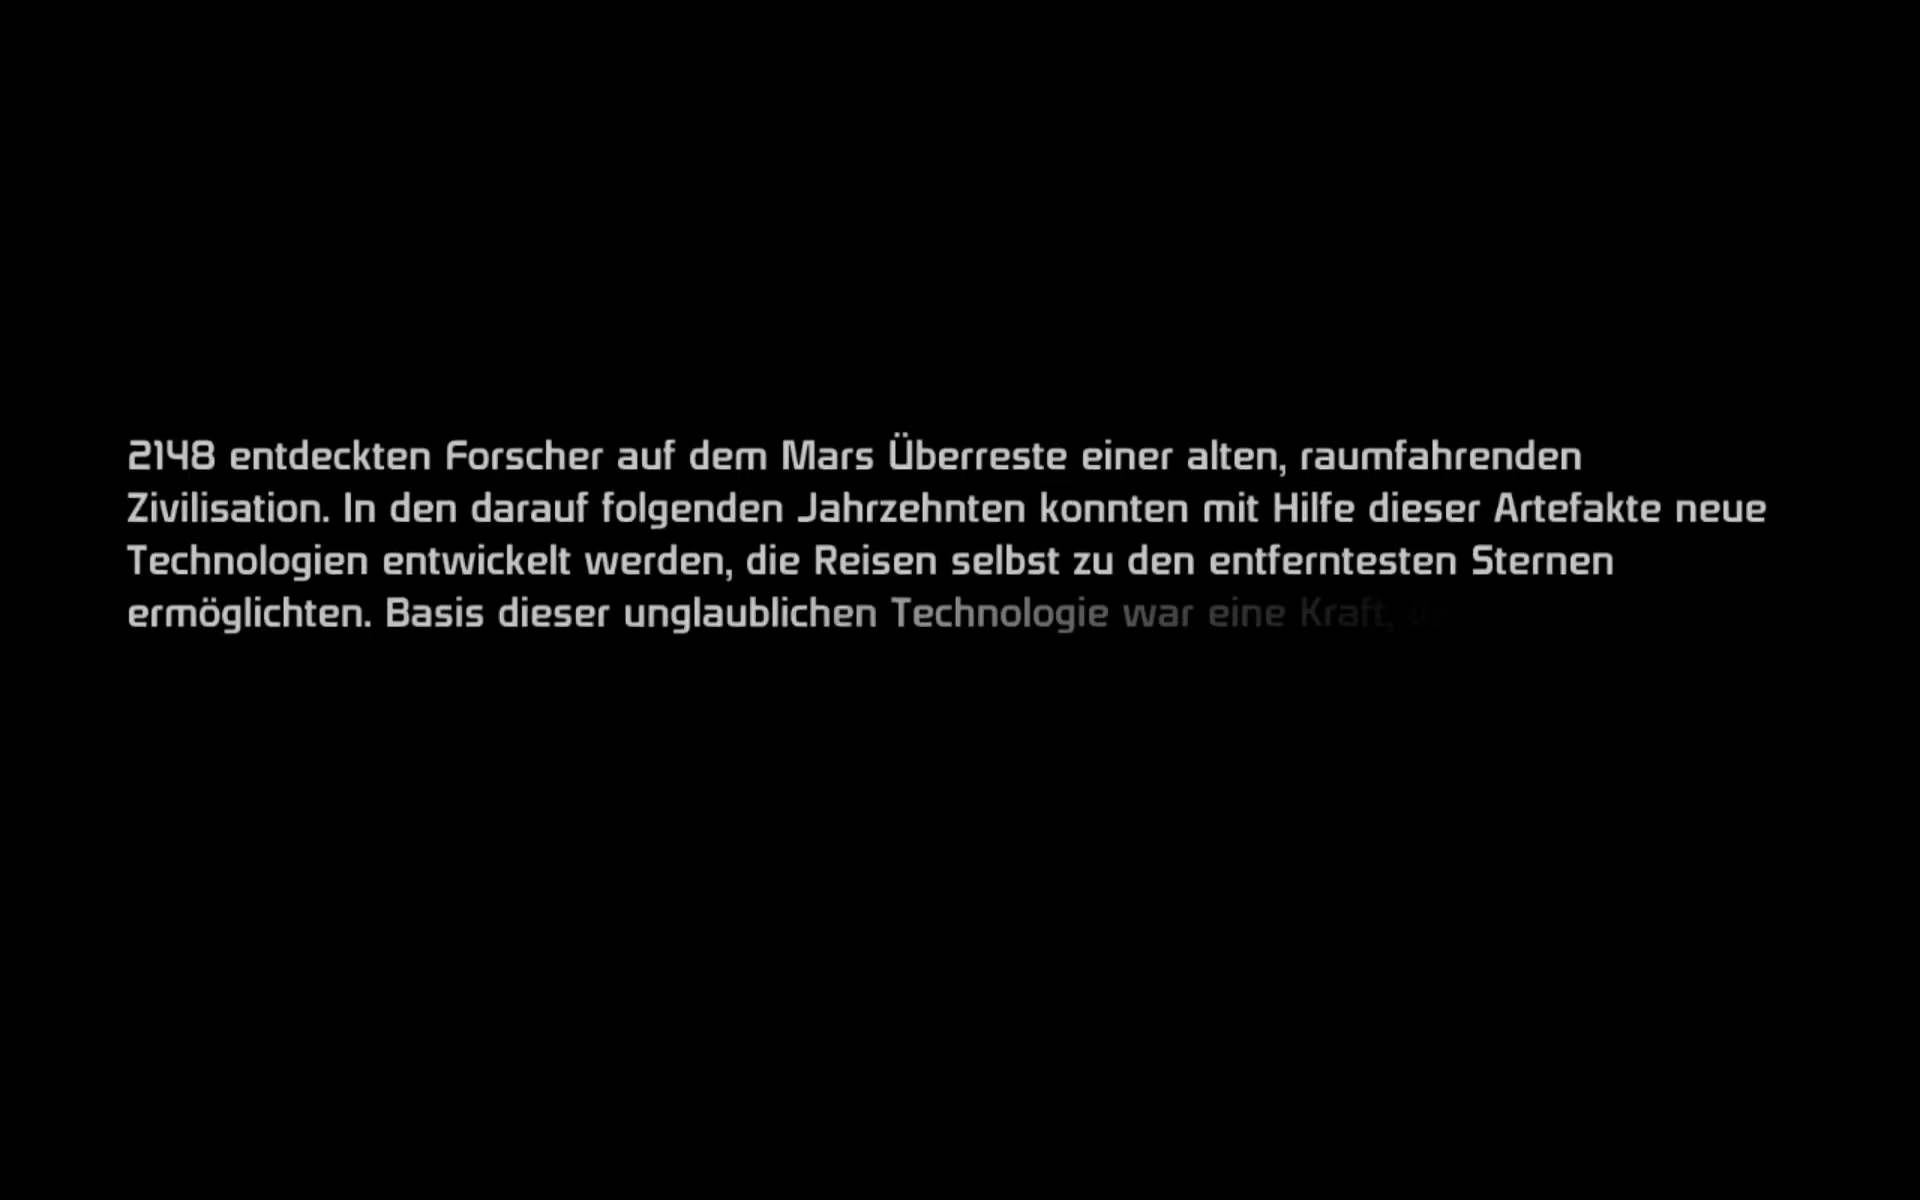 2148 entdeckten Forscher auf dem Mars Überreste einer alten, raumfahrenden
Zivilisation. In den darauf folgenden Jahrzehnten konnten mit Hilfe dieser Artefakte neue
Technologien entwickelt werden, die Reisen selbst zu den entferntesten Sternen
ermöglichten. Basis dieser unglaublichen Technologie war eine Kraft,